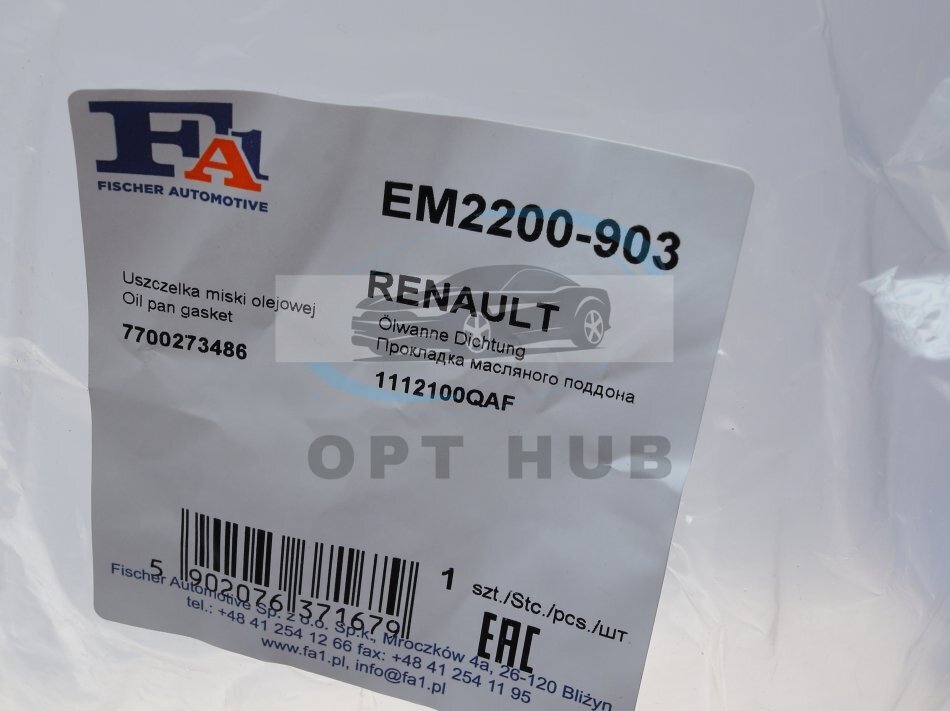 FA1
FISCHER AUTOMOTIVE
EM2200-903
RENAULT
Uszczelka miski olejowej
Oil pan gasket
7700273486
Ölwanne Dichtung
Прокладка масляного поддона
1112100QAF
OPT HUB
5 902076 371679
1 szt./Stc./pcs./шт.
EAC
Fischer Automotive Sp. z o.o. Sp.k., Mroczków 4a, 26-120 Bliżyn
tel.: +48 41 254 12 66 fax: +48 41 254 11 95
www.fa1.pl, info@fa1.pl